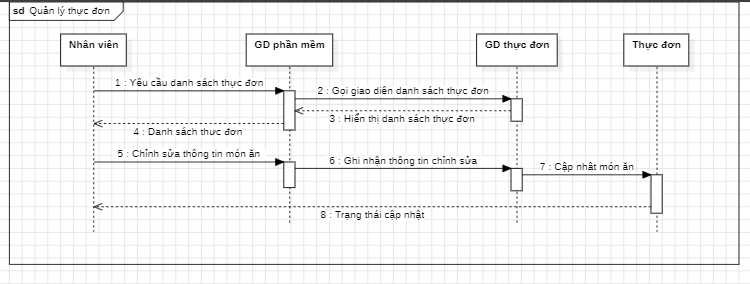 sd Quản lý thực đơn
Nhân viên
GD phần mềm
GD thực đơn
Thực đơn
1 : Yêu cầu danh sách thực đơn
2 : Gọi giao diện danh sách thực đơn
3 : Hiển thị danh sách thực đơn
4 : Danh sách thưc đơn
5 : Chỉnh sửa thông tin món ăn
6 : Ghi nhận thông tin chỉnh sửa
7 : Cập nhât món ăn
8 : Trạng thái cập nhật